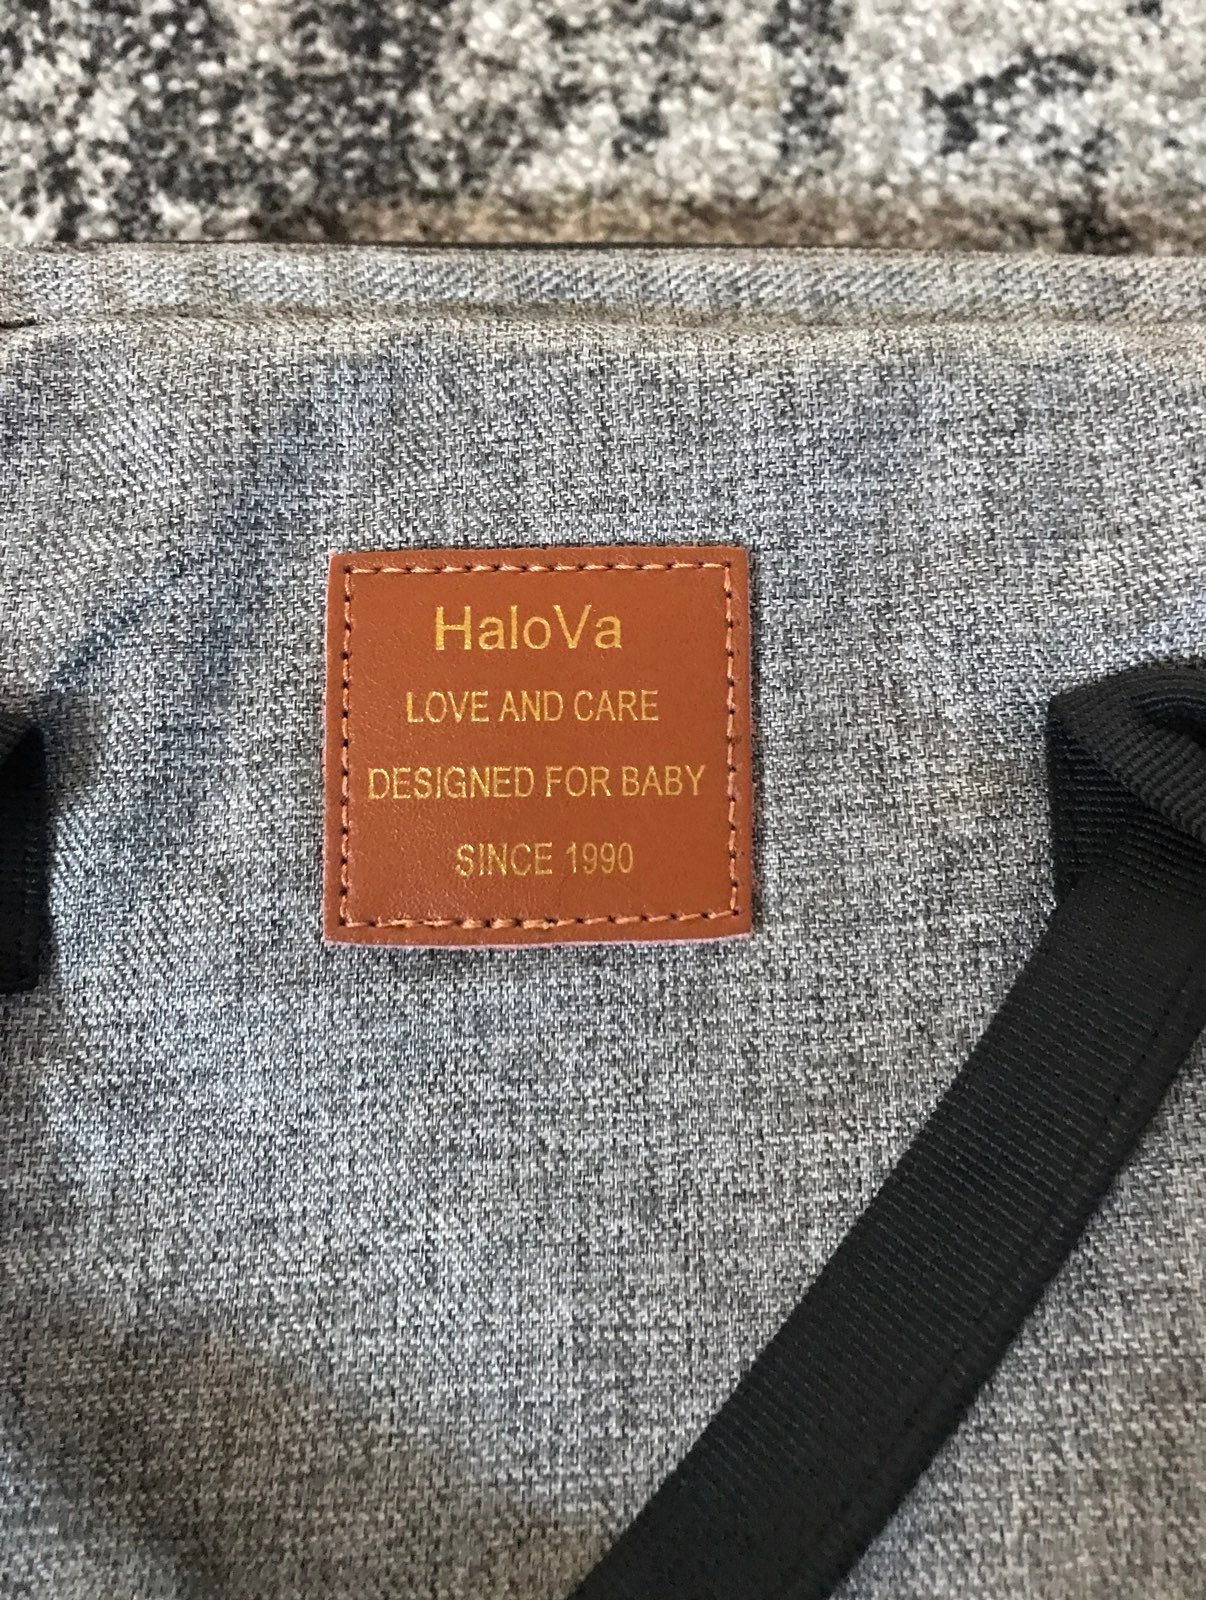 HaloVa
LOVE AND CARE
DESIGNED FOR BABY
SINCE 1990